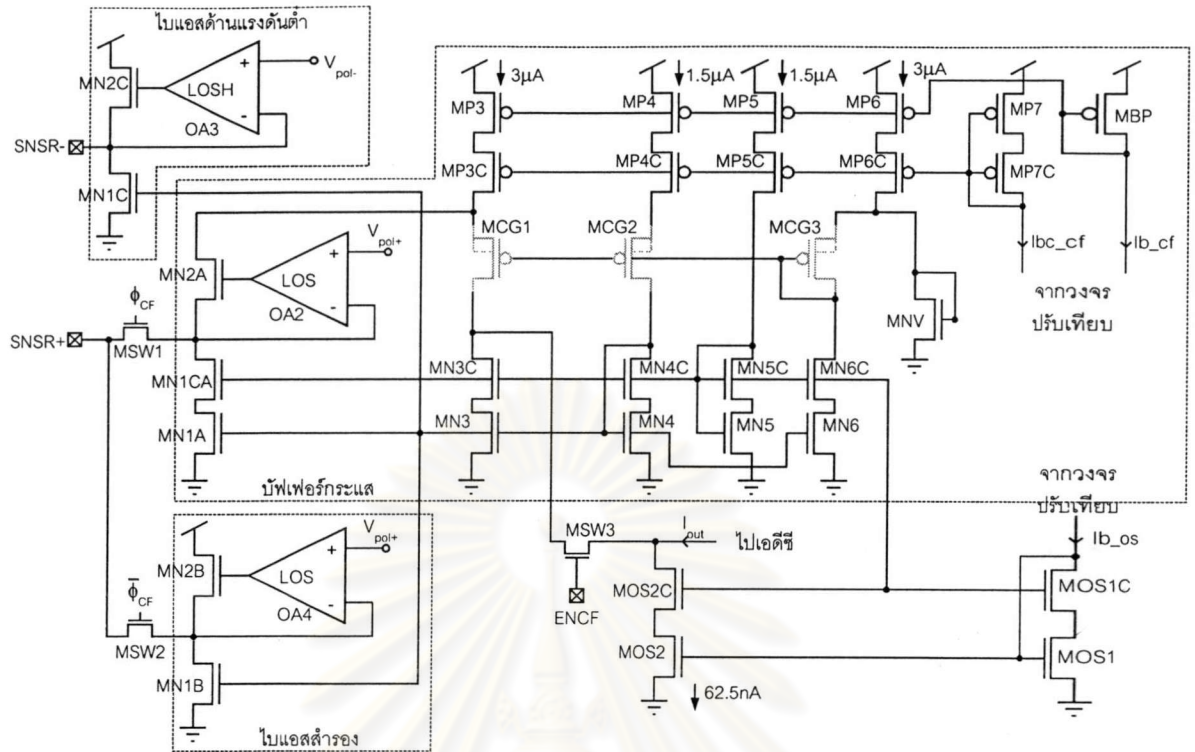 ไบแอสด้านแรงดันต่ำ
MN2C
LOSH
+
-
OA3
V pol-
SNSR-
MN1C
3μA
1.5μA
1.5μA
3μA
MP3
MP4
MP5
MP6
MP7
MBP
MP3C
MP4C
MP5C
MP6C
MP7C
MCG1
MCG2
MCG3
Ibc_cf
Ib_cf
จากวงจร
ปรับเทียบ
V pol+
MN2A
LOS
+
-
OA2
MNV
ϕCF
SNSR+
MSW1
MN1CA
MN3C
MN4C
MN5C
MN6C
MN1A
MN3
MN4
MN5
MN6
บัฟเฟอร์กระแส
จากวงจร
ปรับเทียบ
V pol+
MN2B
LOS
+
-
OA4
ϕ̅CF
MSW2
MN1B
ไบแอสสำรอง
MSW3
Iout
ไปเอดีซี
Ib_os
ENCF
MOS2C
MOS1C
MOS2
MOS1
62.5nA